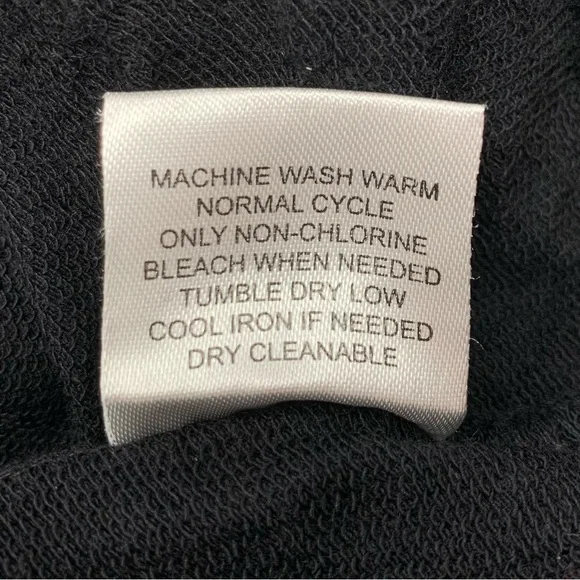 MACHINE WASH WARM
NORMAL CYCLE
ONLY NON-CHLORINE
BLEACH WHEN NEEDED
TUMBLE DRY LOW
COOL IRON IF NEEDED
DRY CLEANABLE